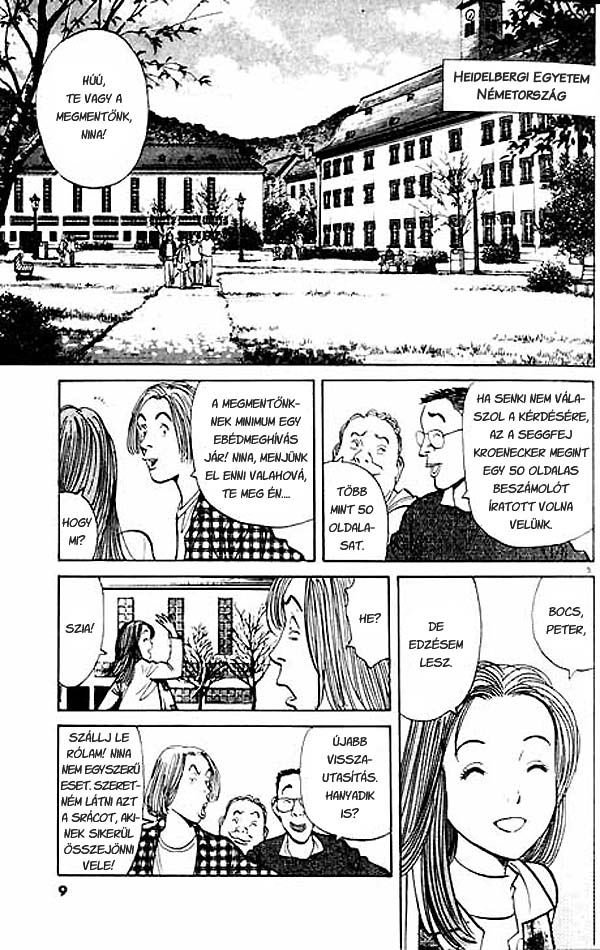 HEIDELBERGI EGYETEM
NÉMETORSZÁG
HÚÚ,
TE VAGY A
MEGMENTŐNK,
NINA!
HA SENKI NEM VÁLA-
SZOL A KÉRDÉSÉRE,
AZ A SEGGFEJ
KROENECKER MEGINT
EGY 50 OLDALAS
BESZÁMOLÓT
ÍRATOTT VOLNA
VELÜNK.
TÖBB
MINT 50
OLDALA-
SAT.
A MEGMENTŐNK-
NEK MINIMUM EGY
EBÉDMEGHÍVÁS
JÁR! NINA, MENJÜNK
EL ENNI VALAHOVÁ,
TE MEG ÉN....
HOGY
MI?
BOCS,
PETER,
DE
EDZÉSEM
LESZ.
HE?
SZIA!
ÚJABB
VISSZA-
UTASÍTÁS.
HANYADIK
IS?
SZÁLLJ LE
RÓLAM! NINA
NEM EGYSZERŰ
ESET. SZERET-
NÉM LÁTNI AZT
A SRÁCOT, AKI-
NEK SIKERÜL
ÖSSZEJÖNNI
VELE!
9